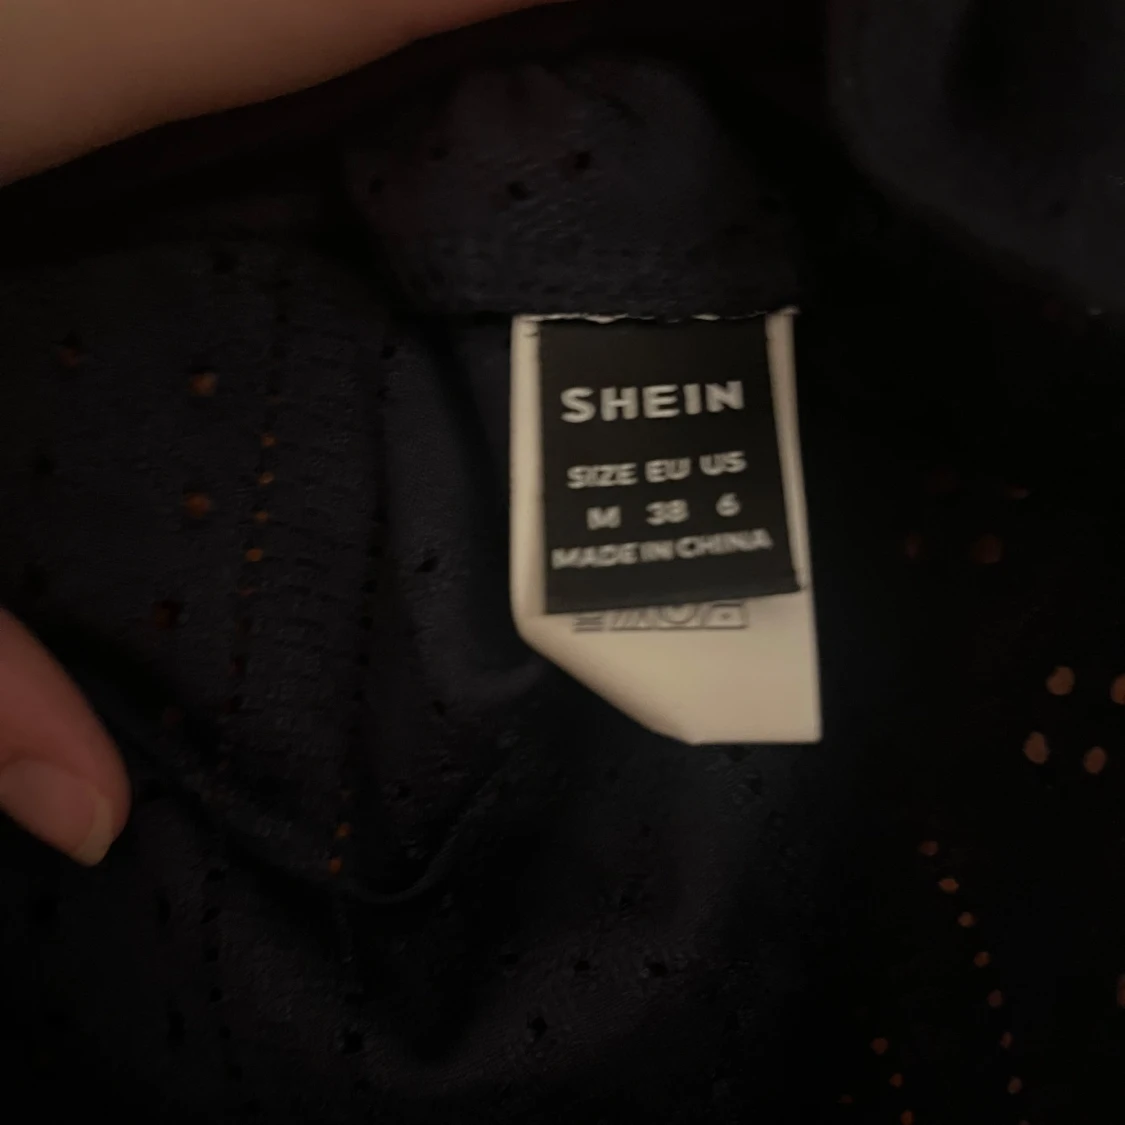 SHEIN
SIZE EU US
M 38 6
MADE IN CHINA